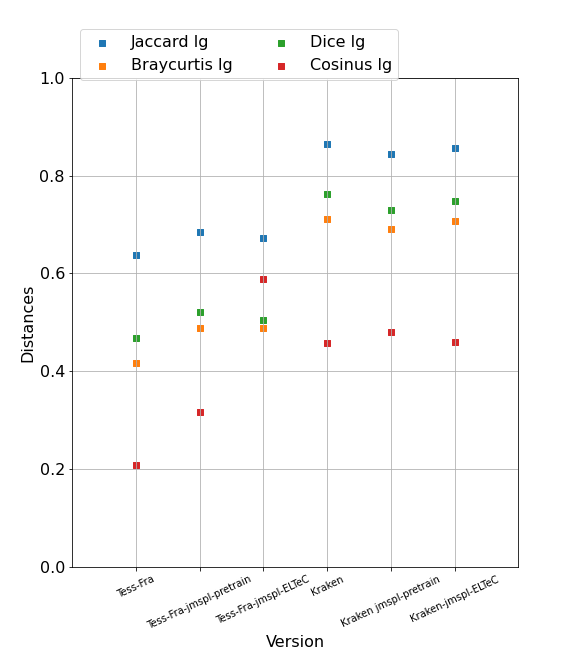 Jaccard lg Dice lg
Braycurtis lg Cosinus lg
1.0
0.8
0.6
0.4
0.2
0.0
Distances
Tess-Fra
Tess-Fra-jmspl-pretrain
Tess-Fra-jmspl-ELTeC
Kraken
Kraken jmspl-pretrain
Kraken-jmspl-ELTeC
Version